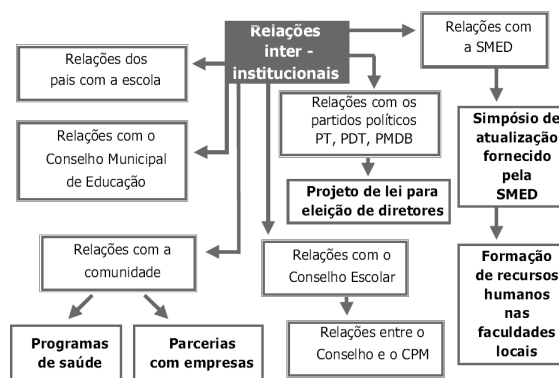 Relações
inter -
institucionais
Relações com
a SMED
Relações dos
pais com a escola
Relações com os
partidos políticos
PT, PDT, PMDB
Simpósio de
atualização
fornecido
pela
SMED
Relações com o
Conselho Municipal
de Educação
Projeto de lei para
eleição de diretores
Relações com a
comunidade
Relações com o
Conselho Escolar
Formação
de recursos
humanos
nas
faculdades
locais
Programas
de saúde
Parcerias
com empresas
Relações entre o
Conselho e o CPM